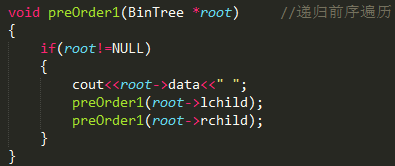 void preOrder1(BinTree *root)     //递归前序遍历
{
    if(root!=NULL)
    {
        cout<<root->data<<" ";
        preOrder1(root->lchild);
        preOrder1(root->rchild);
    }
}